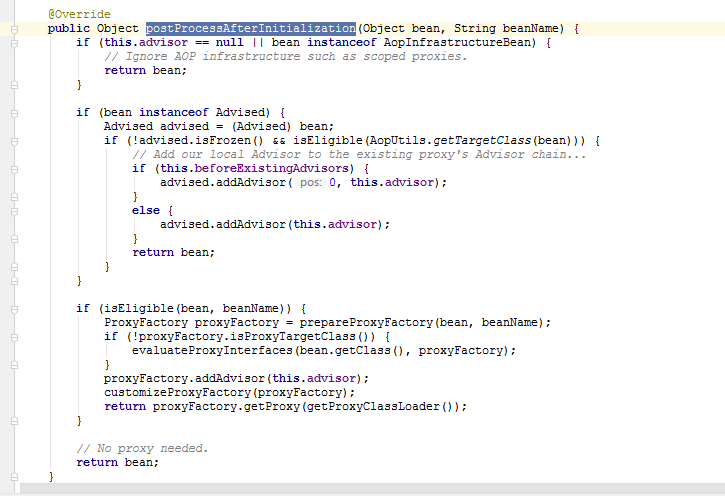 @Override
public Object postProcessAfterInitialization(Object bean, String beanName) {
if (this.advisor == null || bean instanceof AopInfrastructureBean) {
// Ignore AOP infrastructure such as scoped proxies.
return bean;
}
if (bean instanceof Advised) {
Advised advised = (Advised) bean;
if (!advised.isFrozen() && isEligible(AopUtils.getTargetClass(bean))) {
// Add our local Advisor to the existing proxy's Advisor chain...
if (this.beforeExistingAdvisors) {
advised.addAdvisor( pos: 0, this.advisor);
}
else {
advised.addAdvisor(this.advisor);
}
return bean;
}
}
if (isEligible(bean, beanName)) {
ProxyFactory proxyFactory = prepareProxyFactory(bean, beanName);
if (!proxyFactory.isProxyTargetClass()) {
evaluateProxyInterfaces(bean.getClass(), proxyFactory);
}
proxyFactory.addAdvisor(this.advisor);
customizeProxyFactory(proxyFactory);
return proxyFactory.getProxy(getProxyClassLoader());
}
// No proxy needed.
return bean;
}